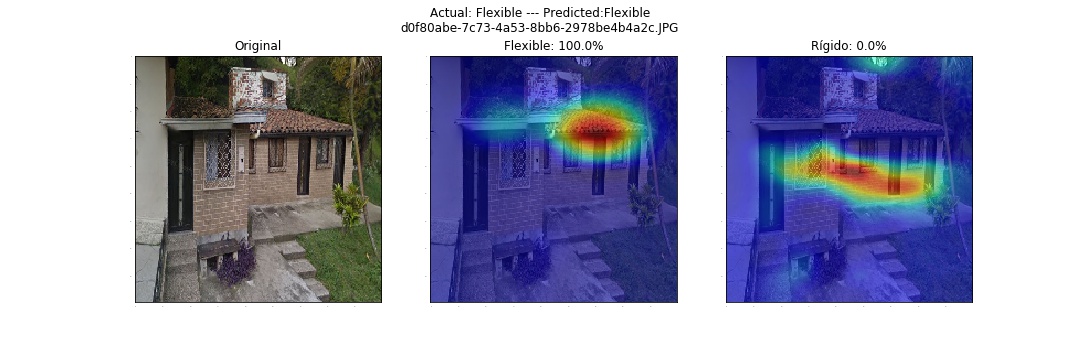 Actual: Flexible --- Predicted:Flexible
d0f80abe-7c73-4a53-8bb6-2978be4b4a2c.JPG
Original
Flexible: 100.0%
Rígido: 0.0%